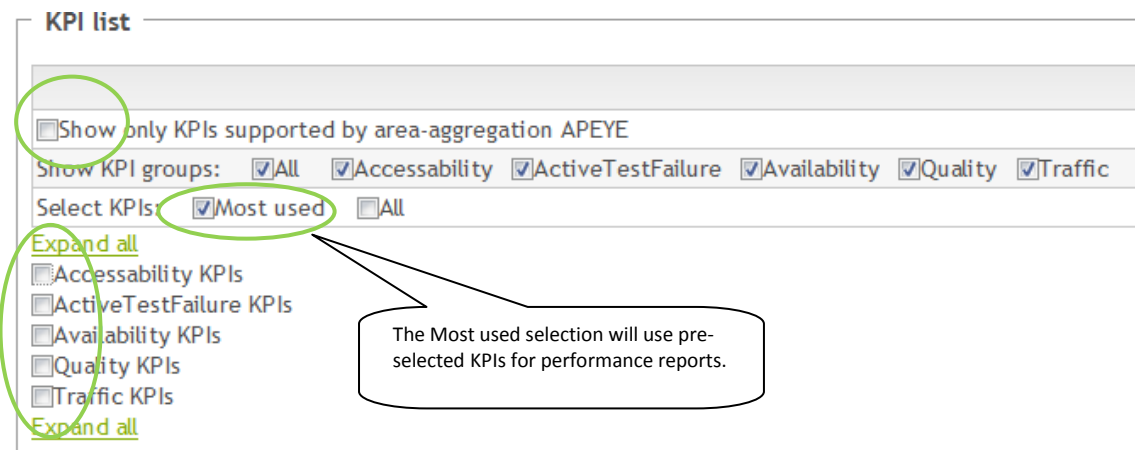 KPI list
Show only KPIs supported by area-aggregation APEYE
Show KPI groups: All Accessability ActiveTestFailure Availability Quality Traffic
Select KPIs: Most used All
Expand all
Accessability KPIs
ActiveTestFailure KPIs
Availability KPIs
Quality KPIs
Traffic KPIs
Expand all
The Most used selection will use pre-
selected KPIs for performance reports.